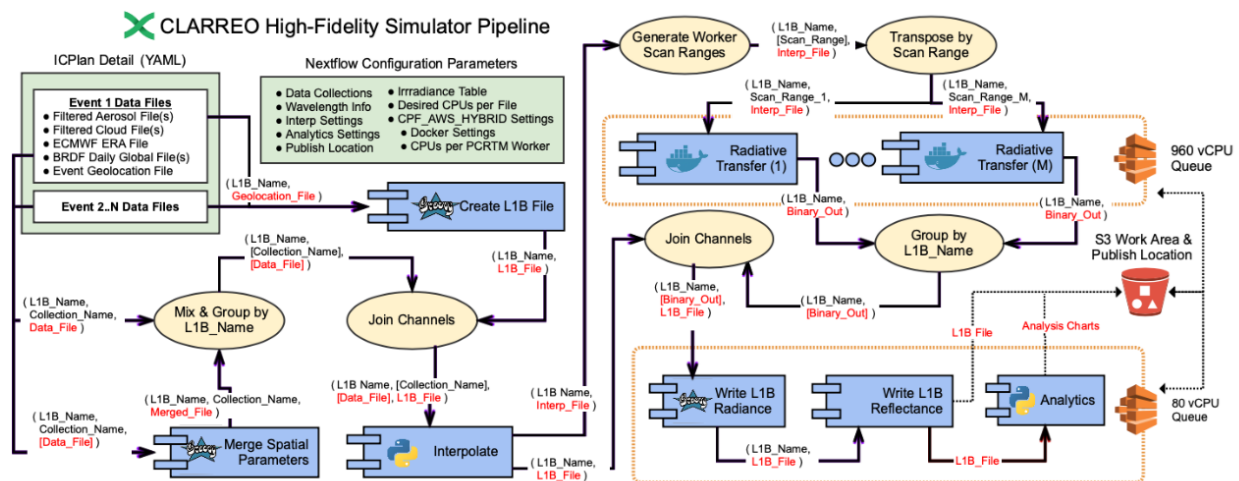 CLARREO High-Fidelity Simulator Pipeline
ICPlan Detail (YAML)
Event 1 Data Files
● Filtered Aerosol File(s)
● Filtered Cloud File(s)
● ECMWF ERA File
● BRDF Daily Global File(s)
● Event Geolocation File
Event 2..N Data Files
Nextflow Configuration Parameters
● Data Collections
● Wavelength Info
● Interp Settings
● Analytics Settings
● Publish Location
● Irradiance Table
● Desired CPUs per File
● CPF_AWS_HYBRID Settings
● Docker Settings
● CPUs per PCRTM Worker
(L1B_Name,
Geolocation_File)
Groovy
Create L1B File
(L1B_Name,
[Collection_Name],
[Data_File])
(L1B_Name,
L1B_File)
(L1B_Name,
Collection_Name,
Data_File)
Mix & Group by
L1B_Name
Join Channels
(L1B_Name, Collection_Name,
Merged_File)
(L1B_Name,
Collection_Name,
[Data_File])
Groovy
Merge Spatial
Parameters
(L1B Name, [Collection_Name],
[Data_File], L1B_File)
Interpolate
(L1B Name,
Interp_File)
(L1B_Name,
L1B_File)
Generate Worker
Scan Ranges
(L1B_Name,
[Scan_Range],
Interp_File)
Transpose by
Scan Range
(L1B_Name,
Scan_Range_1,
Interp_File)
(L1B_Name,
Scan_Range_M,
Interp_File)
Radiative
Transfer (1)
Radiative
Transfer (M)
960 vCPU
Queue
(L1B_Name,
Binary_Out)
(L1B_Name,
Binary_Out)
Join Channels
Group by
L1B_Name
(L1B_Name,
[Binary_Out],
L1B_File)
(L1B_Name,
[Binary_Out])
S3 Work Area &
Publish Location
L1B File
Analysis Charts
Groovy
Write L1B
Radiance
Write L1B
Reflectance
Analytics
80 vCPU
Queue
(L1B_Name,
L1B_File)
L1B_File